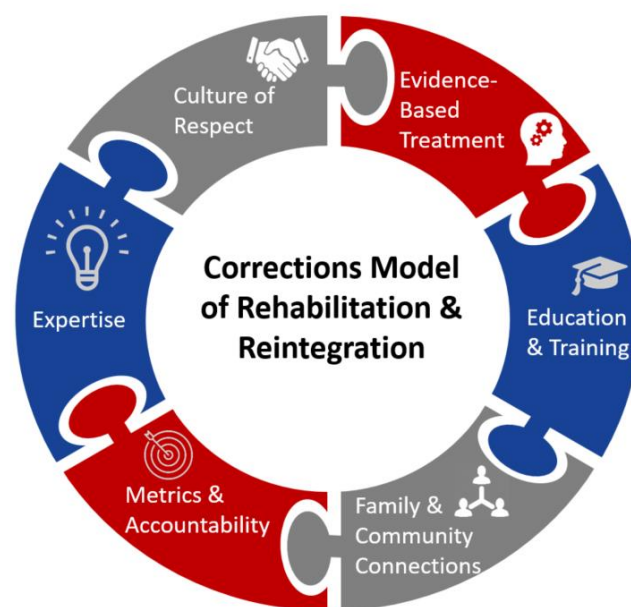 Culture of
Respect
Evidence-
Based
Treatment
Expertise
Corrections Model
of Rehabilitation &
Reintegration
Education
& Training
Metrics &
Accountability
Family &
Community
Connections